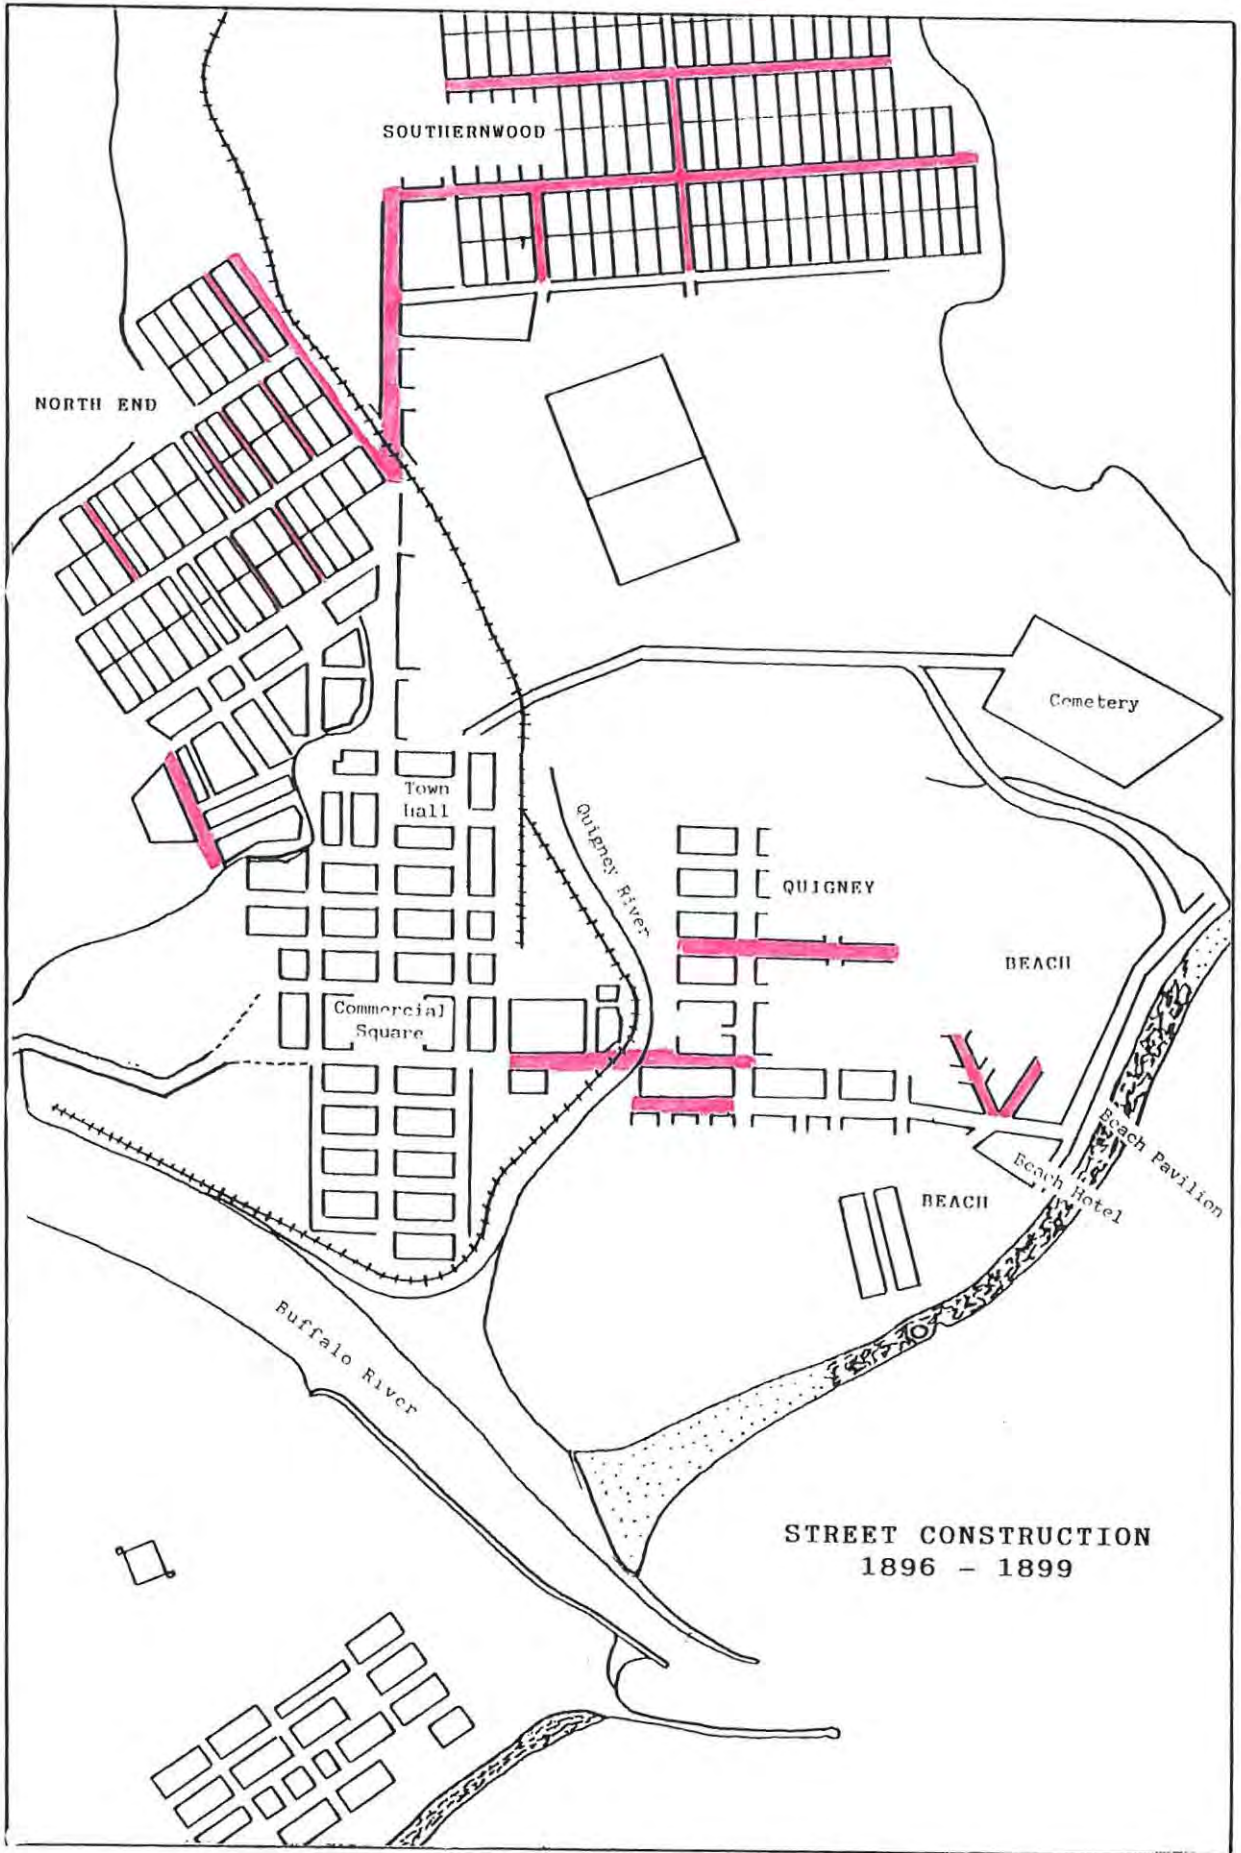 SOUTHERNWOOD
NORTH END
Cemetery
Town
hall
Quigney River
QUIGNEY
BEACH
Commercial
Square
Beach Pavilion
Beach Hotel
BEACH
Buffalo River
STREET CONSTRUCTION
1896 - 1899